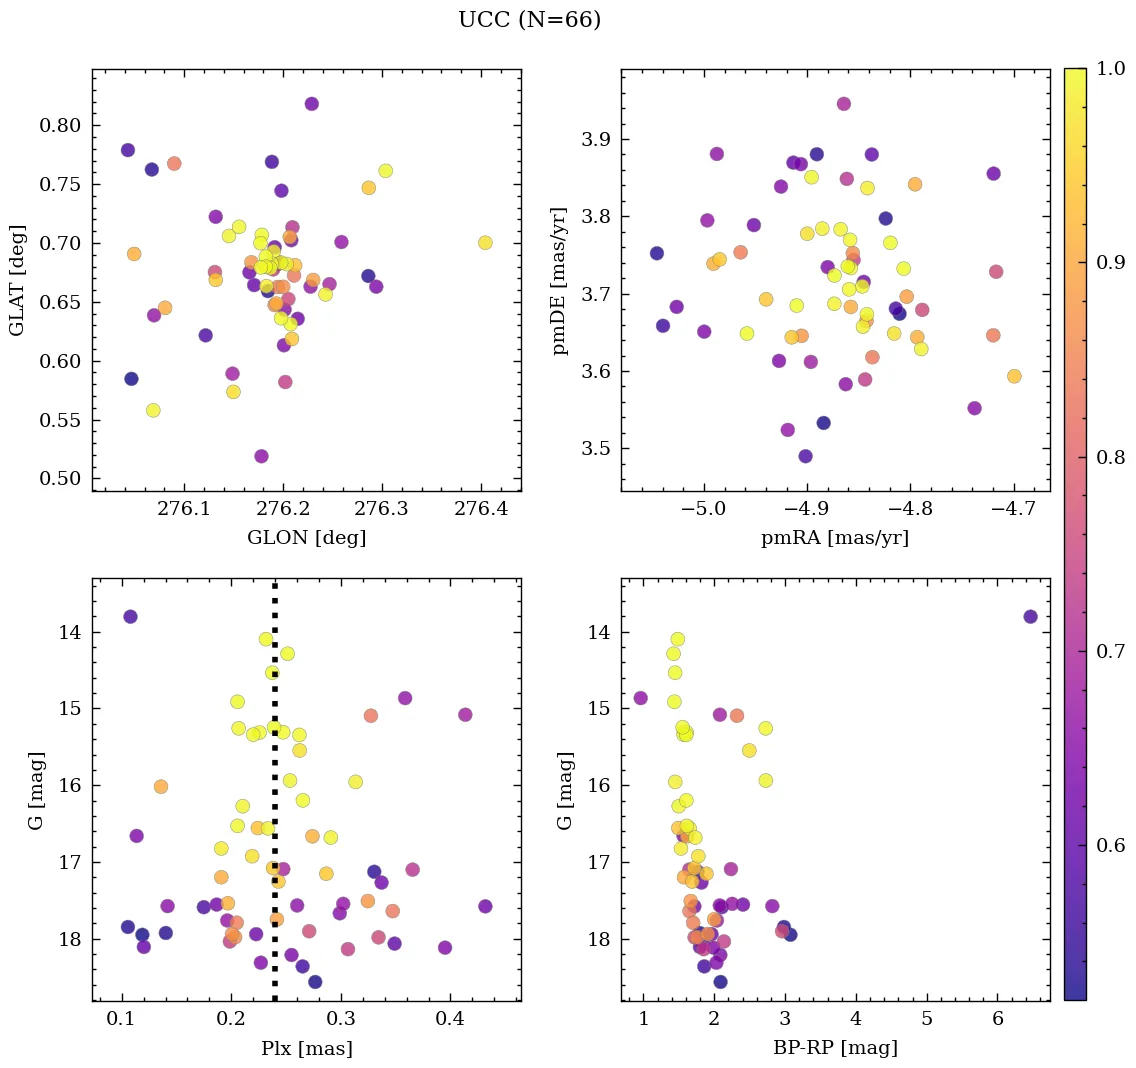 UCC (N=66)
0.80
0.75
0.70
0.65
0.60
0.55
0.50
GLAT [deg]
276.1 276.2 276.3 276.4
GLON [deg]
3.9
3.8
3.7
3.6
3.5
pmDE [mas/yr]
−5.0 −4.9 −4.8 −4.7
pmRA [mas/yr]
1.0
0.9
0.8
0.7
0.6
14
15
16
17
18
G [mag]
0.1 0.2 0.3 0.4
Plx [mas]
14
15
16
17
18
G [mag]
1 2 3 4 5 6
BP-RP [mag]